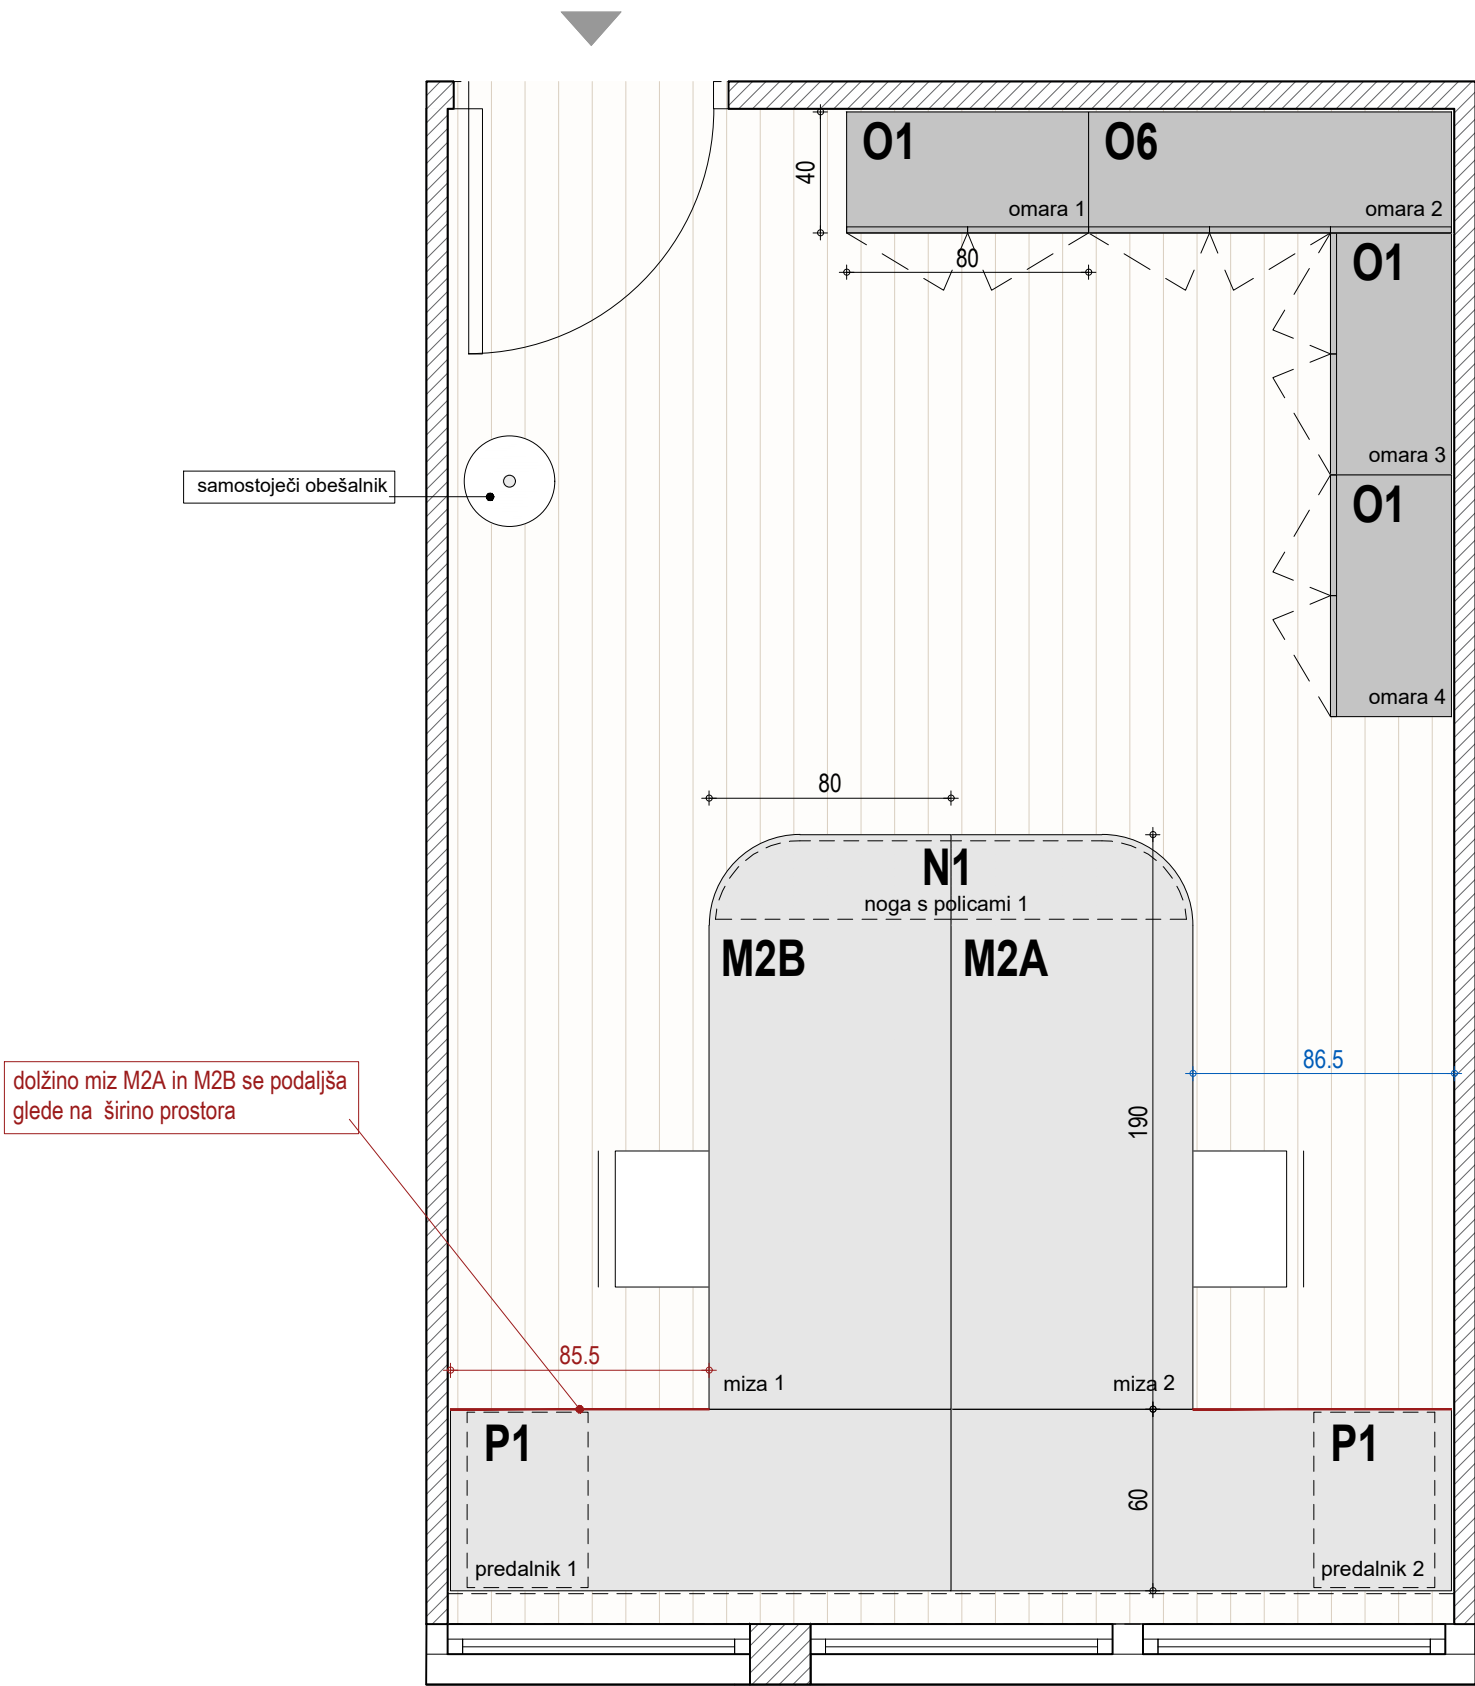 O1
O6
40
omara 1
omara 2
80
O1
omara 3
samostoječi obešalnik
O1
omara 4
80
N1
noga s policami 1
M2B
M2A
86.5
dolžino miz M2A in M2B se podaljša
glede na širino prostora
190
85.5
miza 1
miza 2
P1
P1
60
predalnik 1
predalnik 2